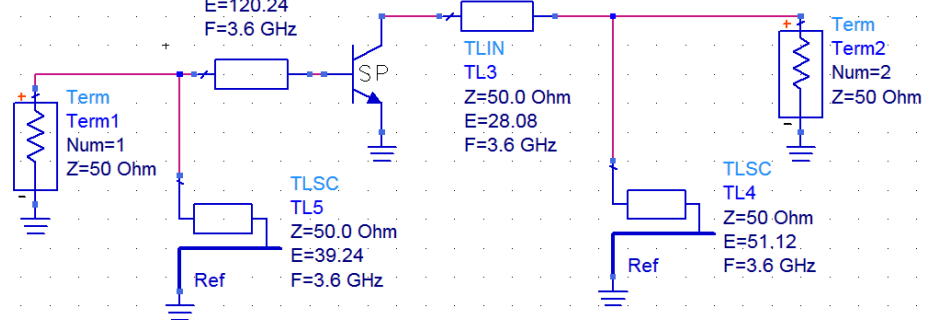 E=120.24
F=3.6 GHz
SP
TLIN
TL3
Z=50.0 Ohm
E=28.08
F=3.6 GHz
+
Term
Term2
Num=2
Z=50 Ohm
-
+
Term
Term1
Num=1
Z=50 Ohm
-
TLSC
TL5
Z=50.0 Ohm
E=39.24
F=3.6 GHz
Ref
TLSC
TL4
Z=50 Ohm
E=51.12
F=3.6 GHz
Ref